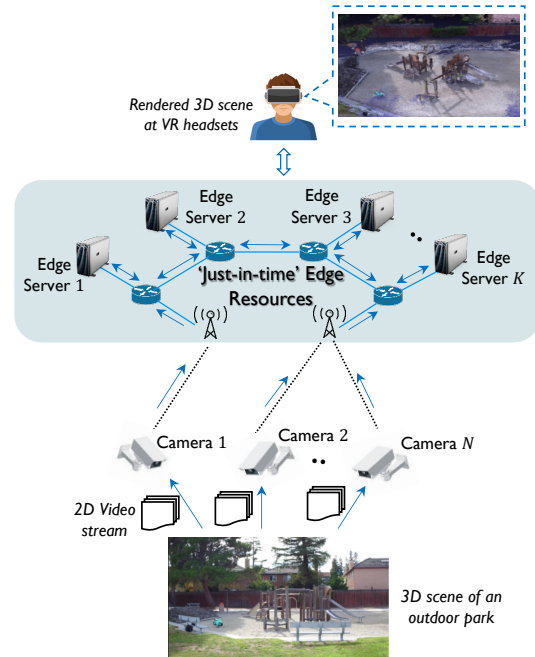 Rendered 3D scene
at VR headsets
Edge
Server 2
Edge
Server 3
Edge
Server 1
Edge
Server K
'Just-in-time' Edge
Resources
Camera 1
Camera 2
Camera N
2D Video
stream
3D scene of an
outdoor park